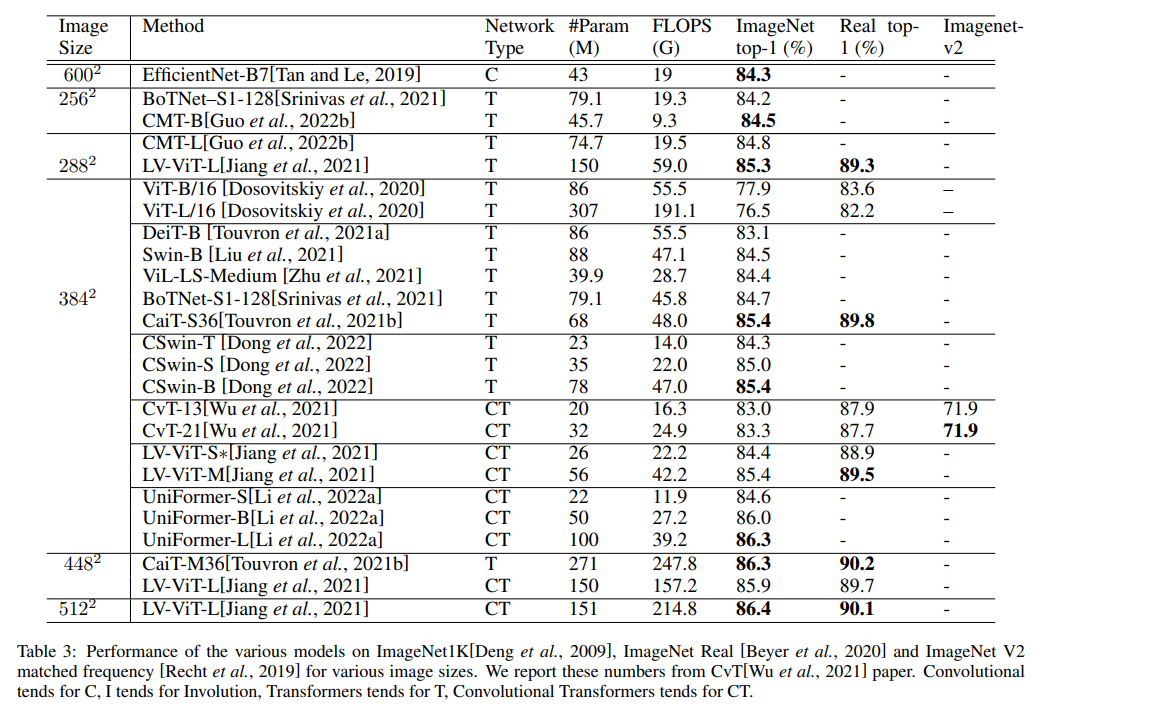 Image Size Method Network Type #Param (M) FLOPS (G) ImageNet top-1 (%) Real top-1 (%) Imagenet-v2
600² EfficientNet-B7[Tan and Le, 2019] C 43 19 84.3 - -
256² BoTNet–S1-128[Srinivas et al., 2021] T 79.1 19.3 84.2 - -
CMT-B[Guo et al., 2022b] T 45.7 9.3 84.5 - -
CMT-L[Guo et al., 2022b] T 74.7 19.5 84.8 - -
288² LV-ViT-L[Jiang et al., 2021] T 150 59.0 85.3 89.3 -
ViT-B/16 [Dosovitskiy et al., 2020] T 86 55.5 77.9 83.6 –
ViT-L/16 [Dosovitskiy et al., 2020] T 307 191.1 76.5 82.2 –
DeiT-B [Touvron et al., 2021a] T 86 55.5 83.1 - -
Swin-B [Liu et al., 2021] T 88 47.1 84.5 - -
ViL-LS-Medium [Zhu et al., 2021] T 39.9 28.7 84.4 - -
384² BoTNet-S1-128[Srinivas et al., 2021] T 79.1 45.8 84.7 - -
CaiT-S36[Touvron et al., 2021b] T 68 48.0 85.4 89.8 -
CSwin-T [Dong et al., 2022] T 23 14.0 84.3 - -
CSwin-S [Dong et al., 2022] T 35 22.0 85.0 - -
CSwin-B [Dong et al., 2022] T 78 47.0 85.4 - -
CvT-13[Wu et al., 2021] CT 20 16.3 83.0 87.9 71.9
CvT-21[Wu et al., 2021] CT 32 24.9 83.3 87.7 71.9
LV-ViT-S∗[Jiang et al., 2021] CT 26 22.2 84.4 88.9 -
LV-ViT-M[Jiang et al., 2021] CT 56 42.2 85.4 89.5 -
UniFormer-S[Li et al., 2022a] CT 22 11.9 84.6 - -
UniFormer-B[Li et al., 2022a] CT 50 27.2 86.0 - -
UniFormer-L[Li et al., 2022a] CT 100 39.2 86.3 - -
448² CaiT-M36[Touvron et al., 2021b] T 271 247.8 86.3 90.2 -
LV-ViT-L[Jiang et al., 2021] CT 150 157.2 85.9 89.7 -
512² LV-ViT-L[Jiang et al., 2021] CT 151 214.8 86.4 90.1 -
Table 3: Performance of the various models on ImageNet1K[Deng et al., 2009], ImageNet Real [Beyer et al., 2020] and ImageNet V2
matched frequency [Recht et al., 2019] for various image sizes. We report these numbers from CvT[Wu et al., 2021] paper. Convolutional
tends for C, I tends for Involution, Transformers tends for T, Convolutional Transformers tends for CT.